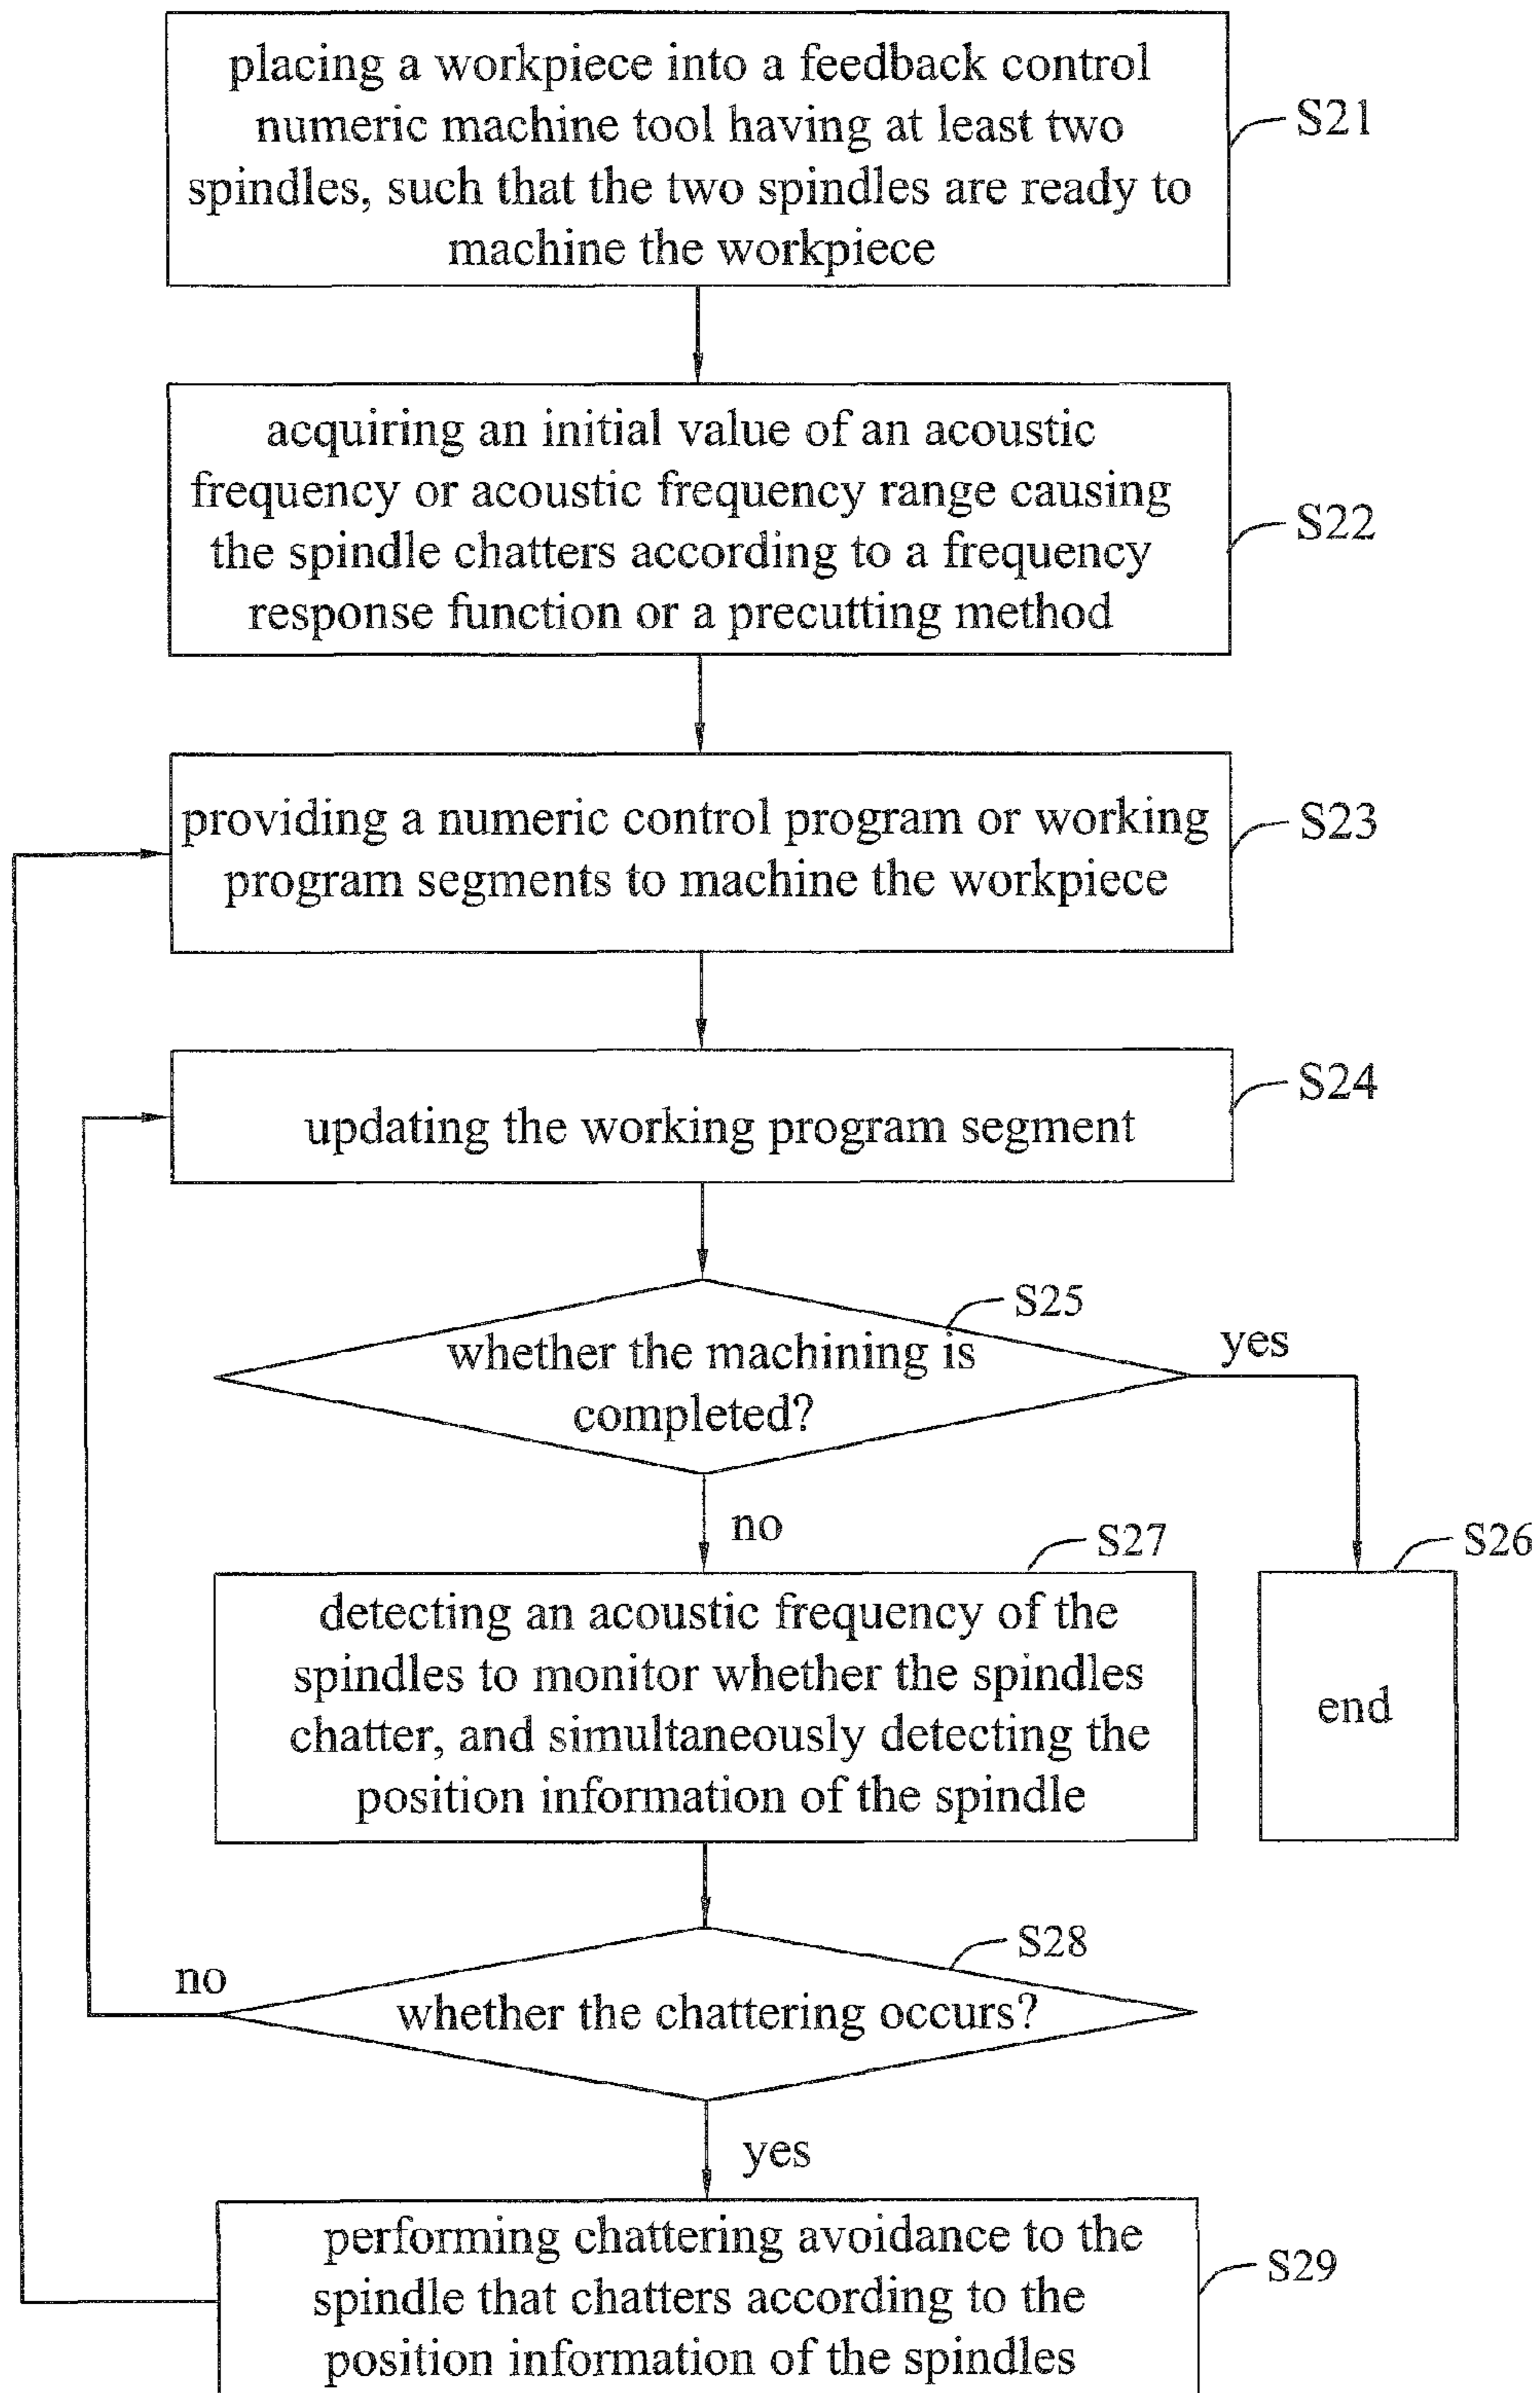 placing a workpiece into a feedback control
numeric machine tool having at least two
spindles, such that the two spindles are ready to
machine the workpiece
S21
acquiring an initial value of an acoustic
frequency or acoustic frequency range causing
the spindle chatters according to a frequency
response function or a precutting method
S22
providing a numeric control program or working
program segments to machine the workpiece
S23
updating the working program segment
S24
whether the machining is
completed?
S25
yes
no
S27
detecting an acoustic frequency of the
spindles to monitor whether the spindles
chatter, and simultaneously detecting the
position information of the spindle
S26
end
S28
whether the chattering occurs?
no
yes
performing chattering avoidance to the
spindle that chatters according to the
position information of the spindles
S29